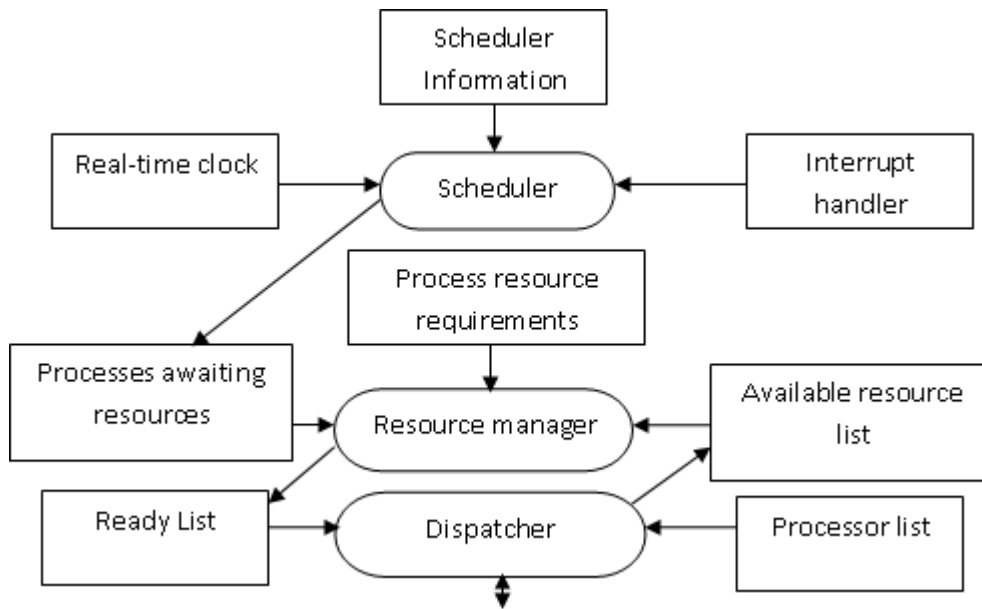 Scheduler
Information
Real-time clock
Scheduler
Interrupt
handler
Process resource
requirements
Processes awaiting
resources
Resource manager
Available resource
list
Ready List
Dispatcher
Processor list